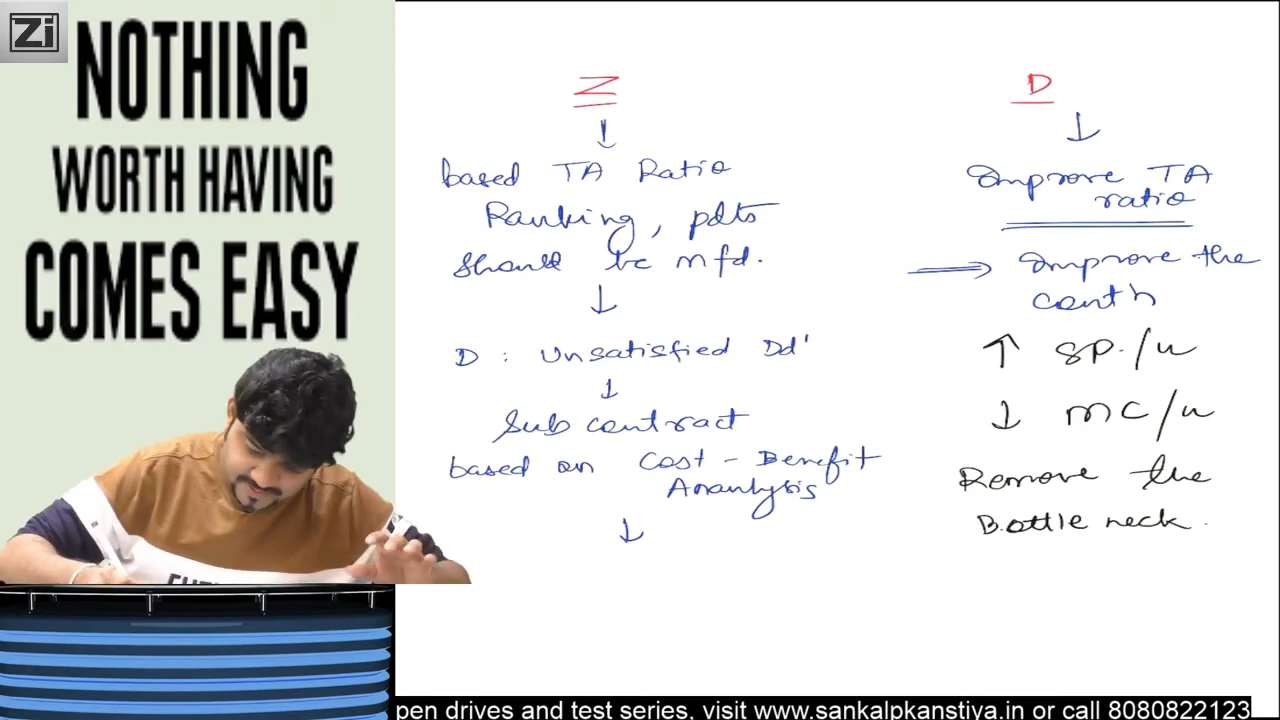 Zi
NOTHING
WORTH HAVING
COMES EASY
Z
based TA Ratio
Ranking, pdts
should be mfd.
D : Unsatisfied Dd'
Sub contract
based on Cost - Benefit
Ananlysis
D
Improve TA
ratio
Improve the
contn
↑ SP./u
↓ mc/u
Remove the
Bottle neck.
pen drives and test series, visit www.sankalpkanstiya.in or call 8080822123